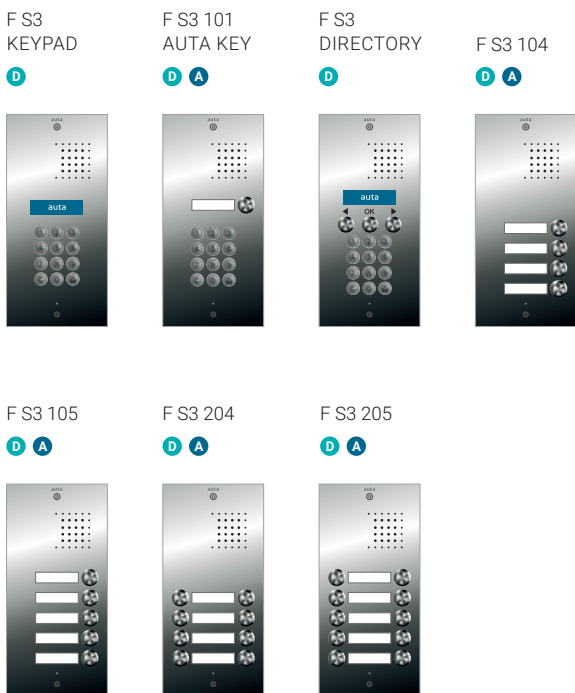 F S3
KEYPAD
D
F S3 101
AUTA KEY
D A
F S3
DIRECTORY
D
F S3 104
D A
auta
auta
auta
auta
auta
auta
OK
F S3 105
D A
F S3 204
D A
F S3 205
D A
auta
auta
auta